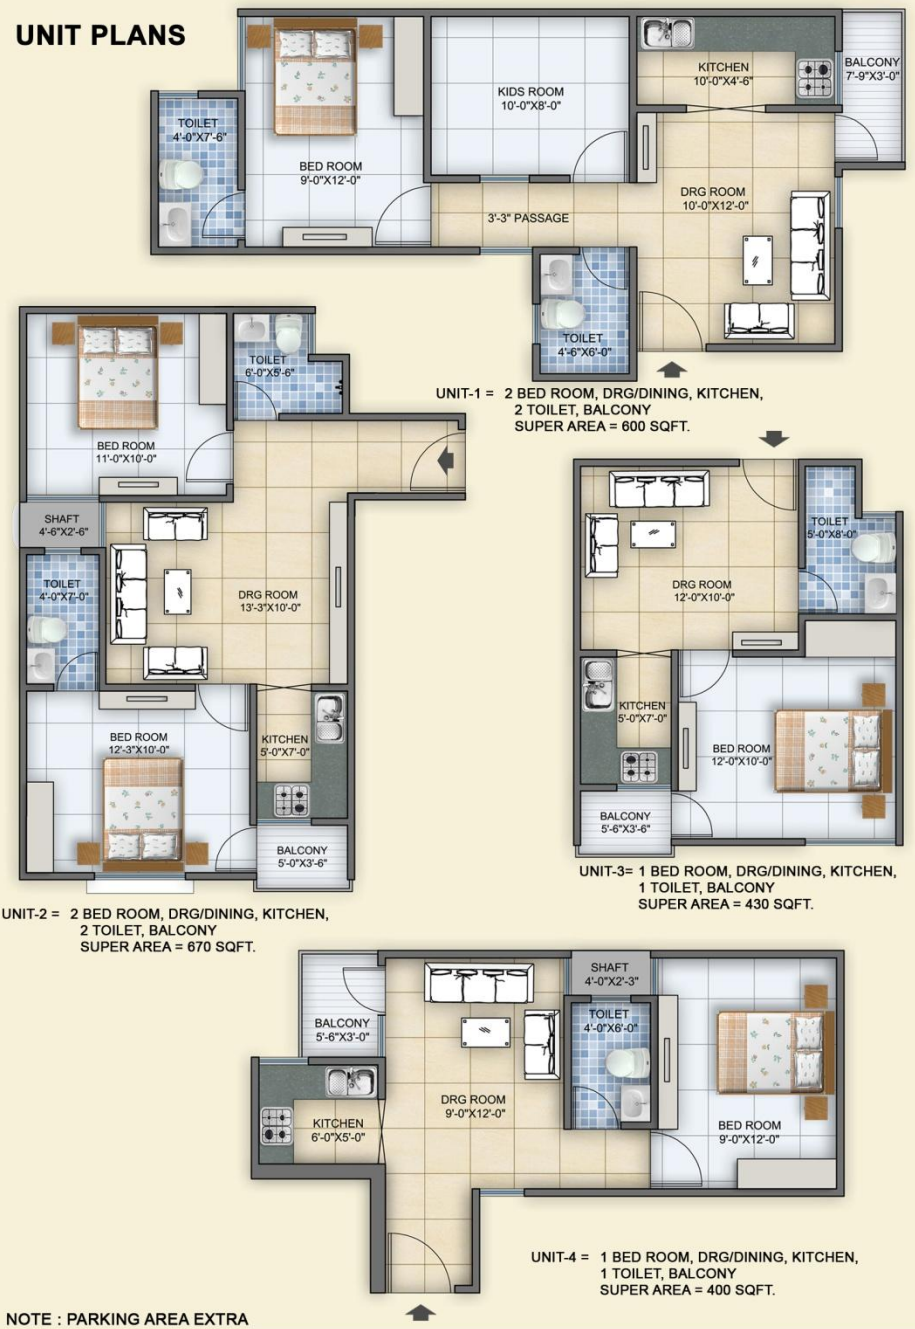 UNIT PLANS
TOILET
4'-0"X7'-6"
BED ROOM
9'-0"X12'-0"
KIDS ROOM
10'-0"X8'-0"
KITCHEN
10'-0"X4'-6"
BALCONY
7'-9"X3'-0"
3'-3" PASSAGE
DRG ROOM
10'-0"X12'-0"
TOILET
4'-6"X6'-0"
UNIT-1 = 2 BED ROOM, DRG/DINING, KITCHEN,
2 TOILET, BALCONY
SUPER AREA = 600 SQFT.
BED ROOM
11'-0"X10'-0"
TOILET
6'-0"X5'-6"
SHAFT
4'-6"X2'-6"
TOILET
4'-0"X7'-0"
DRG ROOM
13'-3"X10'-0"
BED ROOM
12'-3"X10'-0"
KITCHEN
5'-0"X7'-0"
BALCONY
5'-0"X3'-6"
UNIT-2 = 2 BED ROOM, DRG/DINING, KITCHEN,
2 TOILET, BALCONY
SUPER AREA = 670 SQFT.
TOILET
5'-0"X8'-0"
DRG ROOM
12'-0"X10'-0"
KITCHEN
5'-0"X7'-0"
BED ROOM
12'-0"X10'-0"
BALCONY
5'-6"X3'-6"
UNIT-3= 1 BED ROOM, DRG/DINING, KITCHEN,
1 TOILET, BALCONY
SUPER AREA = 430 SQFT.
BALCONY
5'-6"X3'-0"
SHAFT
4'-0"X2'-3"
TOILET
4'-0"X6'-0"
DRG ROOM
9'-0"X12'-0"
KITCHEN
6'-0"X5'-0"
BED ROOM
9'-0"X12'-0"
UNIT-4 = 1 BED ROOM, DRG/DINING, KITCHEN,
1 TOILET, BALCONY
SUPER AREA = 400 SQFT.
NOTE : PARKING AREA EXTRA